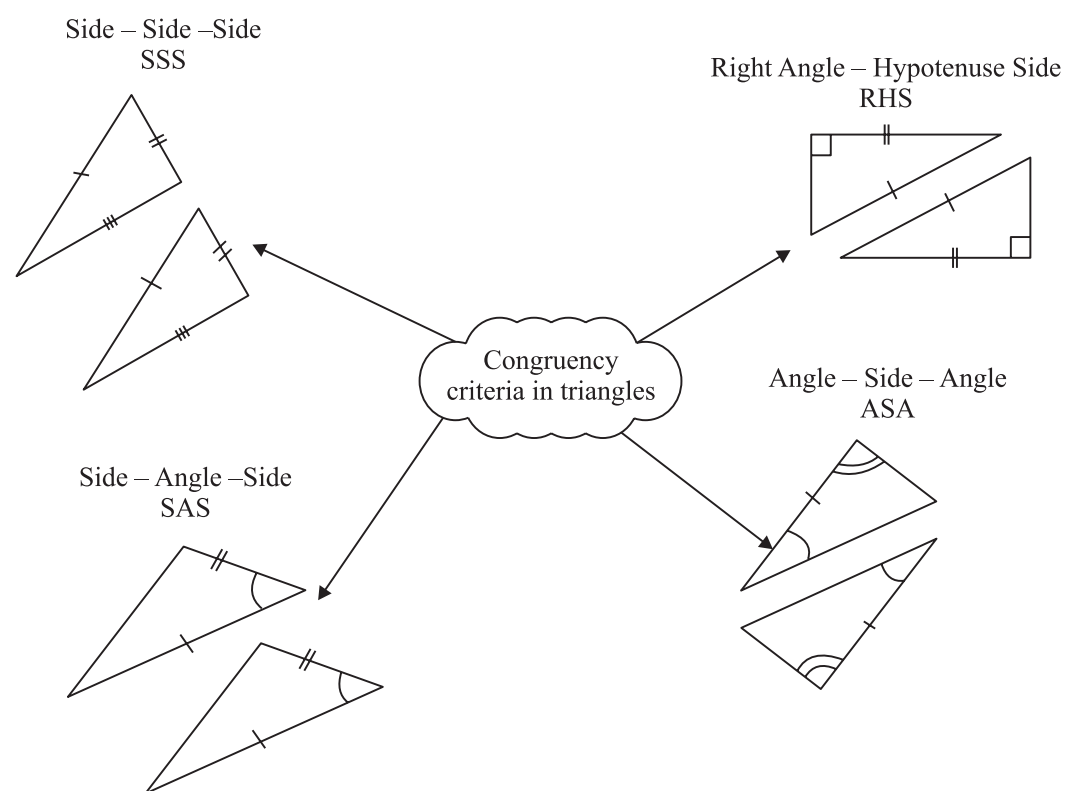 Side – Side –Side
SSS
Right Angle – Hypotenuse Side
RHS
Congruency
criteria in triangles
Angle – Side – Angle
ASA
Side – Angle –Side
SAS